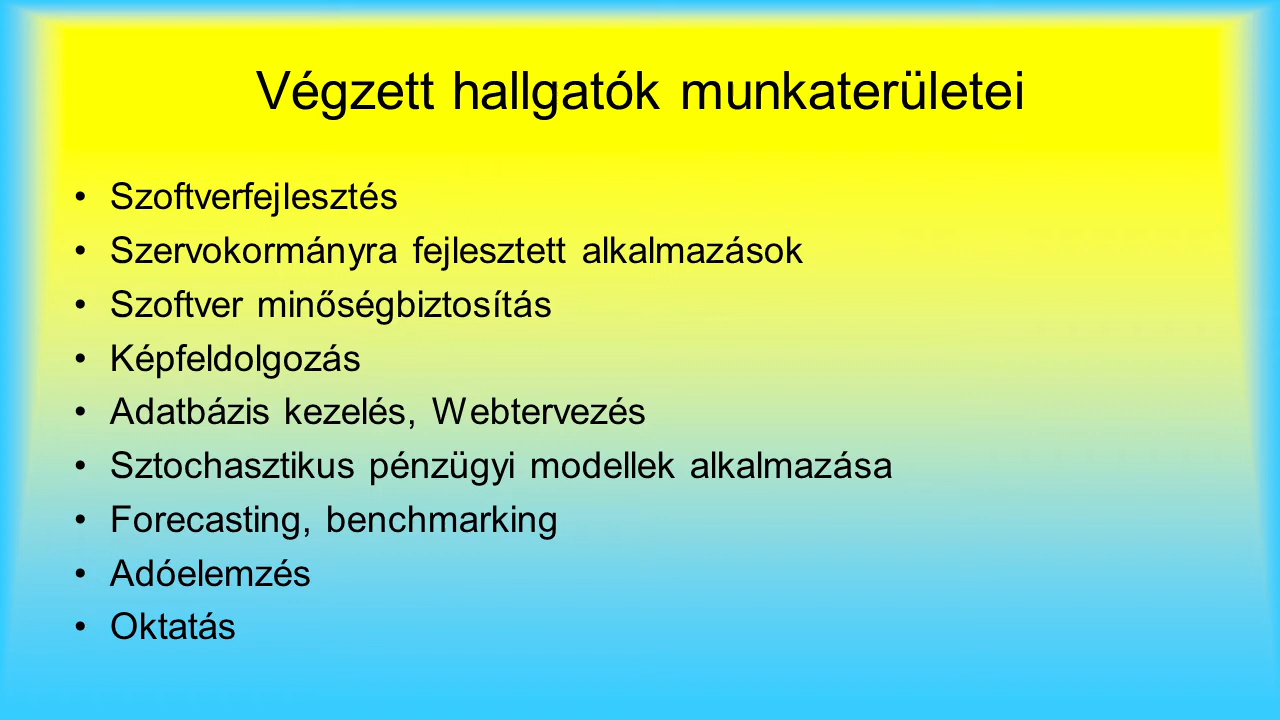 Végzett hallgatók munkaterületei
• Szoftverfejlesztés
• Szervokormányra fejlesztett alkalmazások
• Szoftver minőségbiztosítás
• Képfeldolgozás
• Adatbázis kezelés, Webtervezés
• Sztochasztikus pénzügyi modellek alkalmazása
• Forecasting, benchmarking
• Adóelemzés
• Oktatás